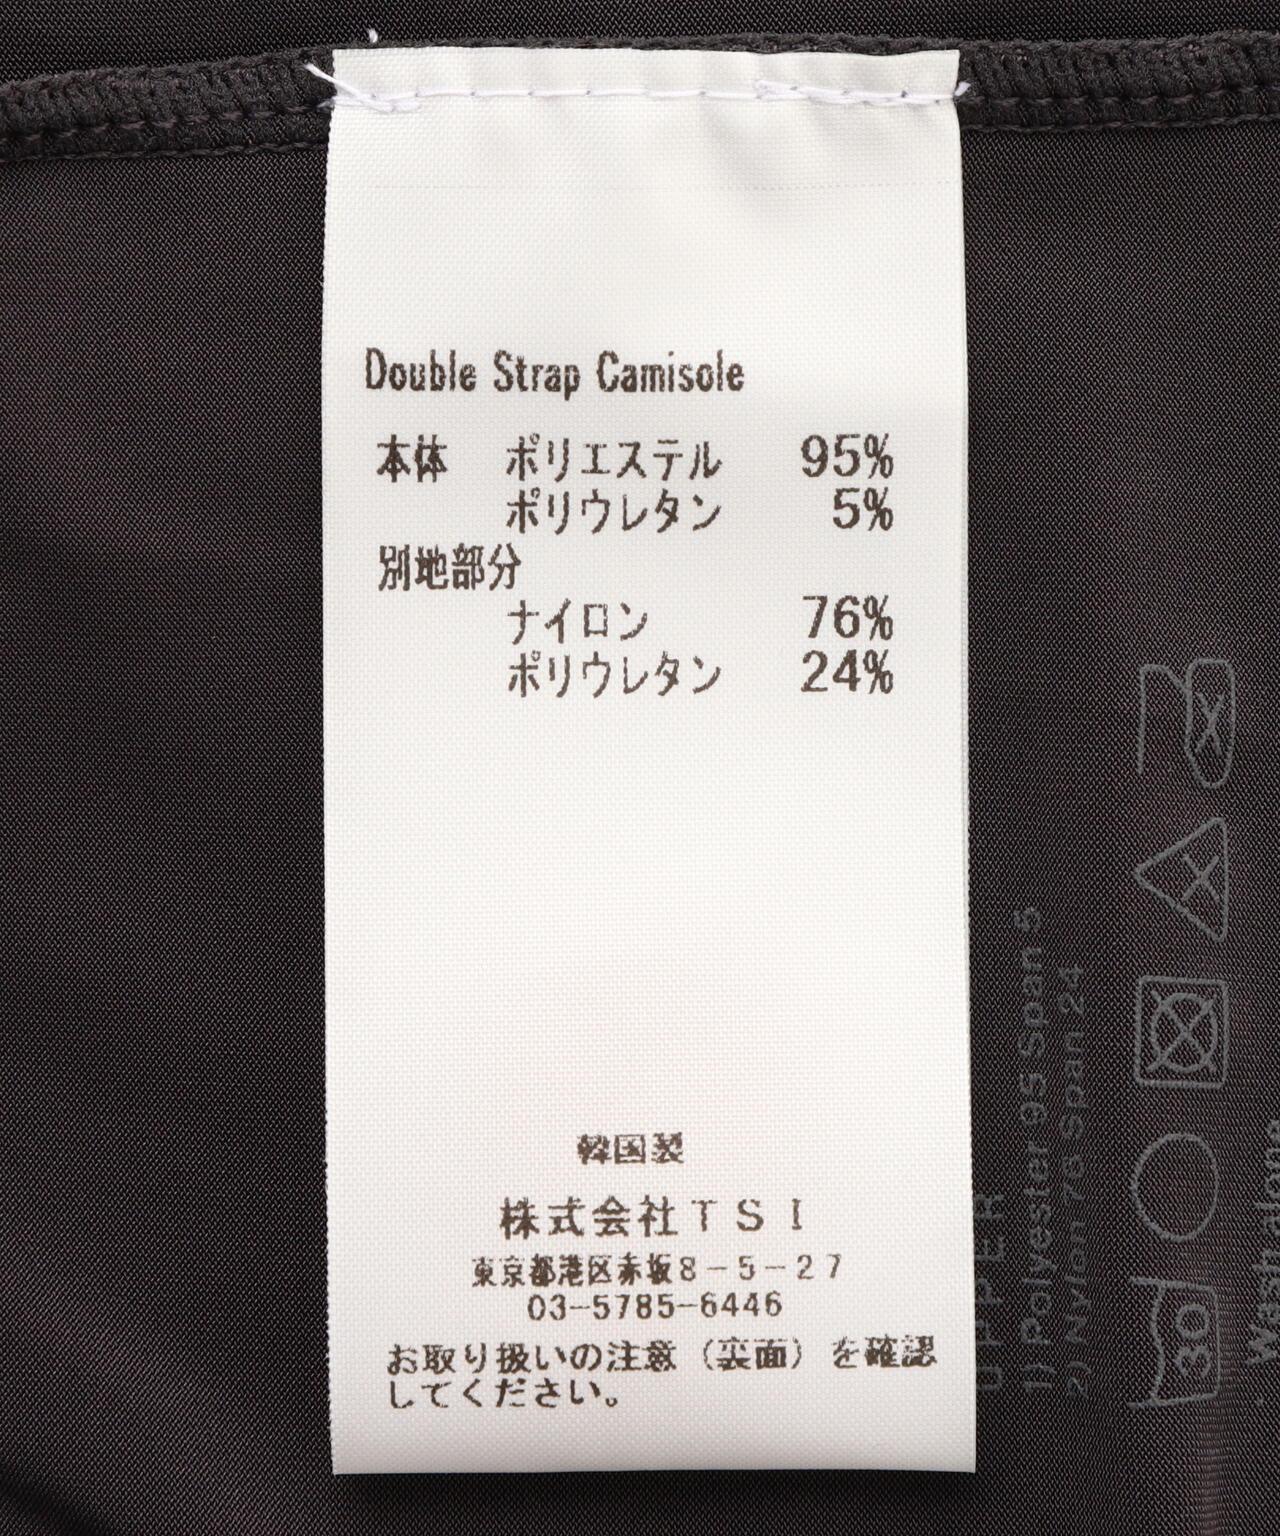 Double Strap Camisole
本体 ポリエステル 95%
ポリウレタン 5%
別地部分
ナイロン 76%
ポリウレタン 24%
韓国製
株式会社TSI
東京都港区赤坂8-5-27
03-5785-6446
お取り扱いの注意(裏面)を確認
してください。
UPPER
1) Polyester 95 Span 5
2) Nylon 76 Span 24
30
Wash alone